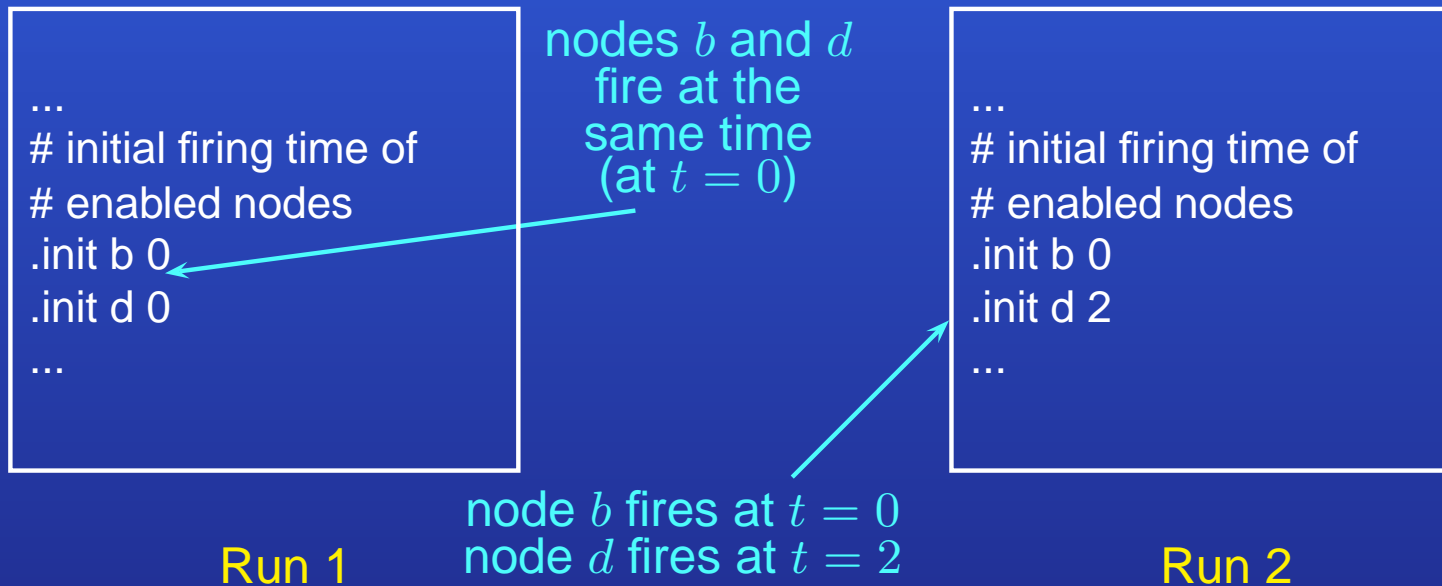 ...
# initial firing time of
# enabled nodes
.init b 0
.init d 0
...
Run 1
nodes b and d
fire at the
same time
(at t = 0)
node b fires at t = 0
node d fires at t = 2
...
# initial firing time of
# enabled nodes
.init b 0
.init d 2
...
Run 2